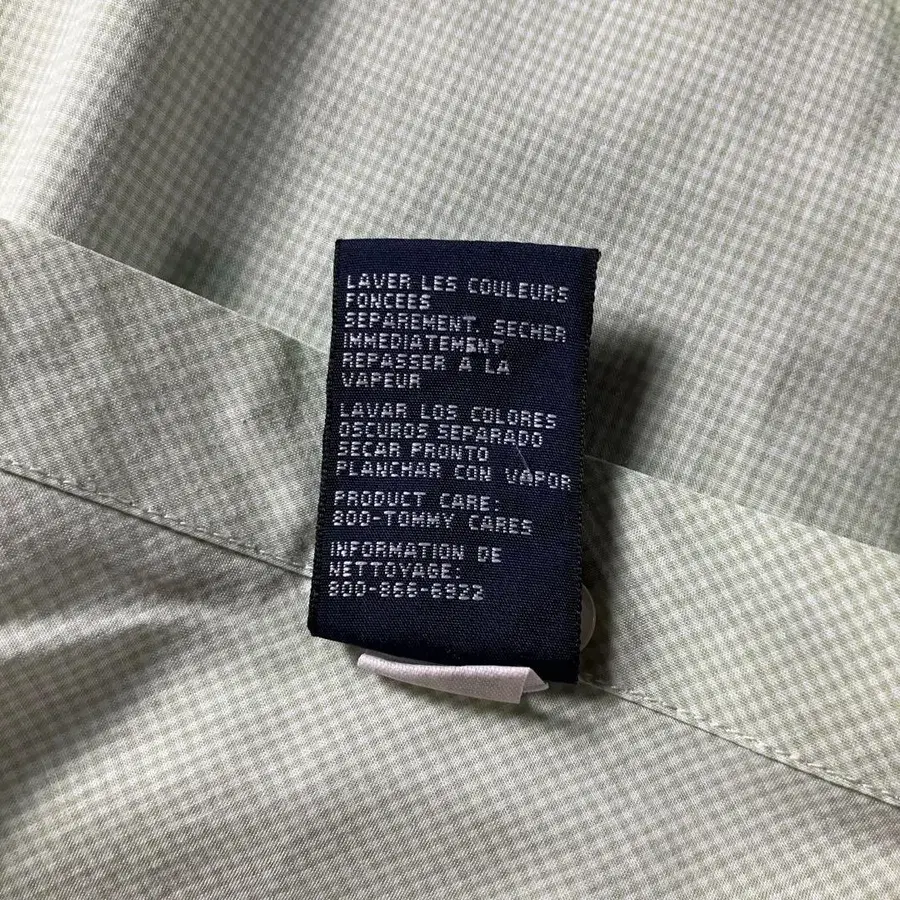 LAVER LES COULEURS
FONCEES
SEPAREMENT. SECHER
IMMEDIATEMENT
REPASSER A LA
VAPEUR
LAVAR LOS COLORES
OSCUROS SEPARADO
SECAR PRONTO
PLANCHAR CON VAPOR
PRODUCT CARE:
800-TOMMY CARES
INFORMATION DE
NETTOYAGE:
800-866-6922